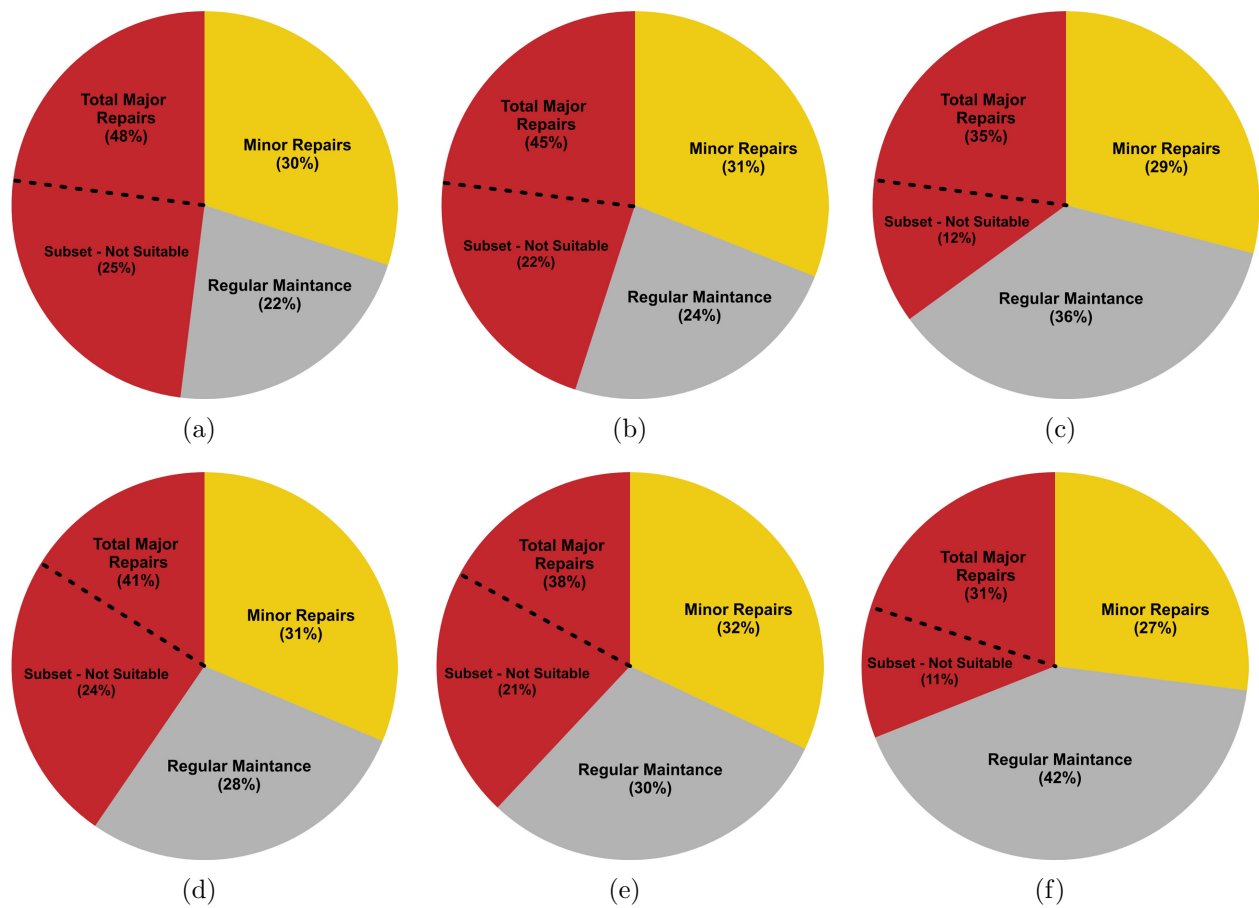 Total Major
Repairs
(48%)
Minor Repairs
(30%)
Subset - Not Suitable
(25%)
Regular Maintance
(22%)
(a)
Total Major
Repairs
(45%)
Minor Repairs
(31%)
Subset - Not Suitable
(22%)
Regular Maintance
(24%)
(b)
Total Major
Repairs
(35%)
Minor Repairs
(29%)
Subset - Not Suitable
(12%)
Regular Maintance
(36%)
(c)
Total Major
Repairs
(41%)
Minor Repairs
(31%)
Subset - Not Suitable
(24%)
Regular Maintance
(28%)
(d)
Total Major
Repairs
(38%)
Minor Repairs
(32%)
Subset - Not Suitable
(21%)
Regular Maintance
(30%)
(e)
Total Major
Repairs
(31%)
Minor Repairs
(27%)
Subset - Not Suitable
(11%)
Regular Maintance
(42%)
(f)